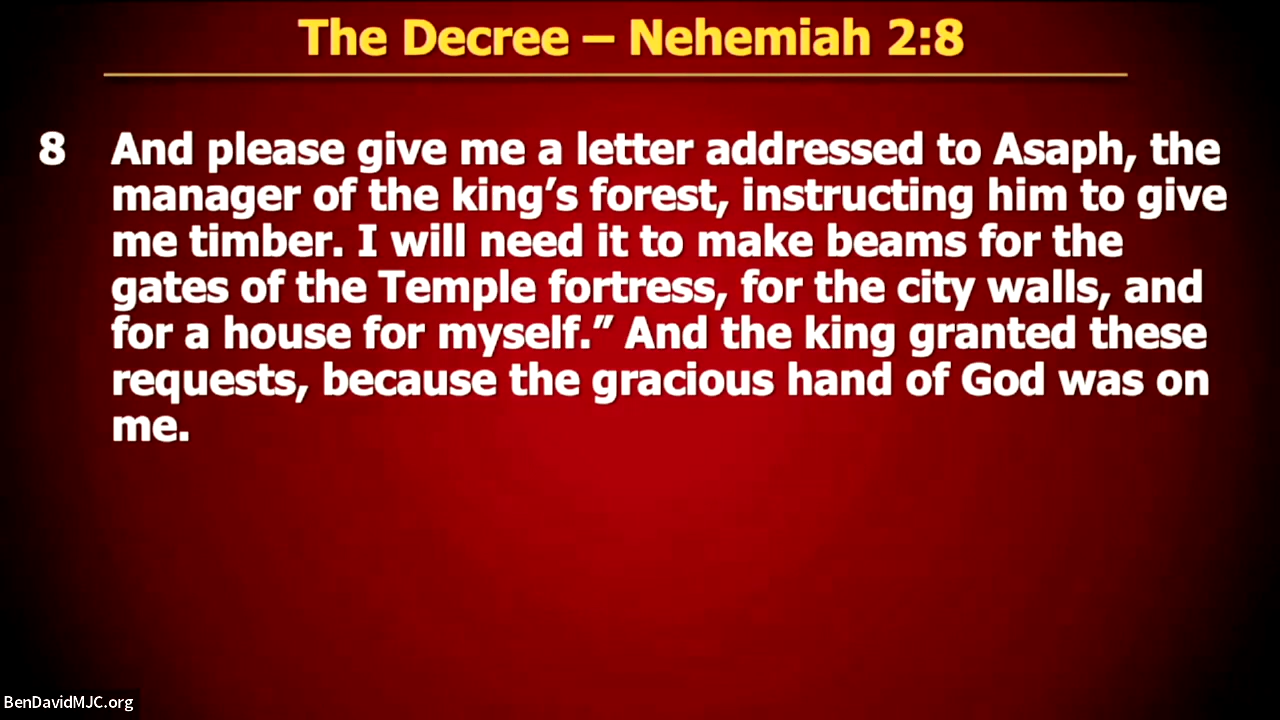 The Decree – Nehemiah 2:8
8 And please give me a letter addressed to Asaph, the
manager of the king’s forest, instructing him to give
me timber. I will need it to make beams for the
gates of the Temple fortress, for the city walls, and
for a house for myself.” And the king granted these
requests, because the gracious hand of God was on
me.
BenDavidMJC.org